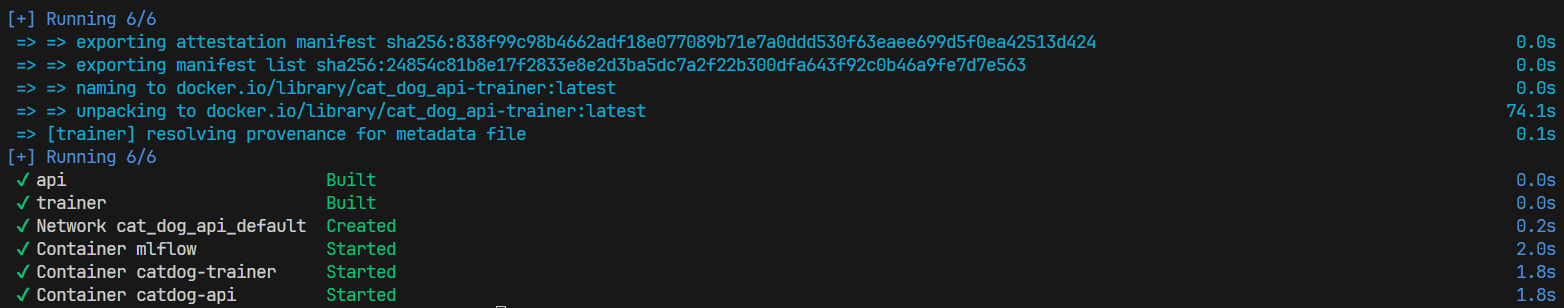 [+] Running 6/6
=> => exporting attestation manifest sha256:838f99c98b4662adf18e077089b71e7a0ddd530f63eaee699d5f0ea42513d424 0.0s
=> => exporting manifest list sha256:24854c81b8e17f2833e8e2d3ba5dc7a2f22b300dfa643f92c0b46a9fe7d7e563 0.0s
=> => naming to docker.io/library/cat_dog_api-trainer:latest 0.0s
=> => unpacking to docker.io/library/cat_dog_api-trainer:latest 74.1s
=> [trainer] resolving provenance for metadata file 0.1s
[+] Running 6/6
✔ api Built 0.0s
✔ trainer Built 0.0s
✔ Network cat_dog_api_default Created 0.2s
✔ Container mlflow Started 2.0s
✔ Container catdog-trainer Started 1.8s
✔ Container catdog-api Started 1.8s